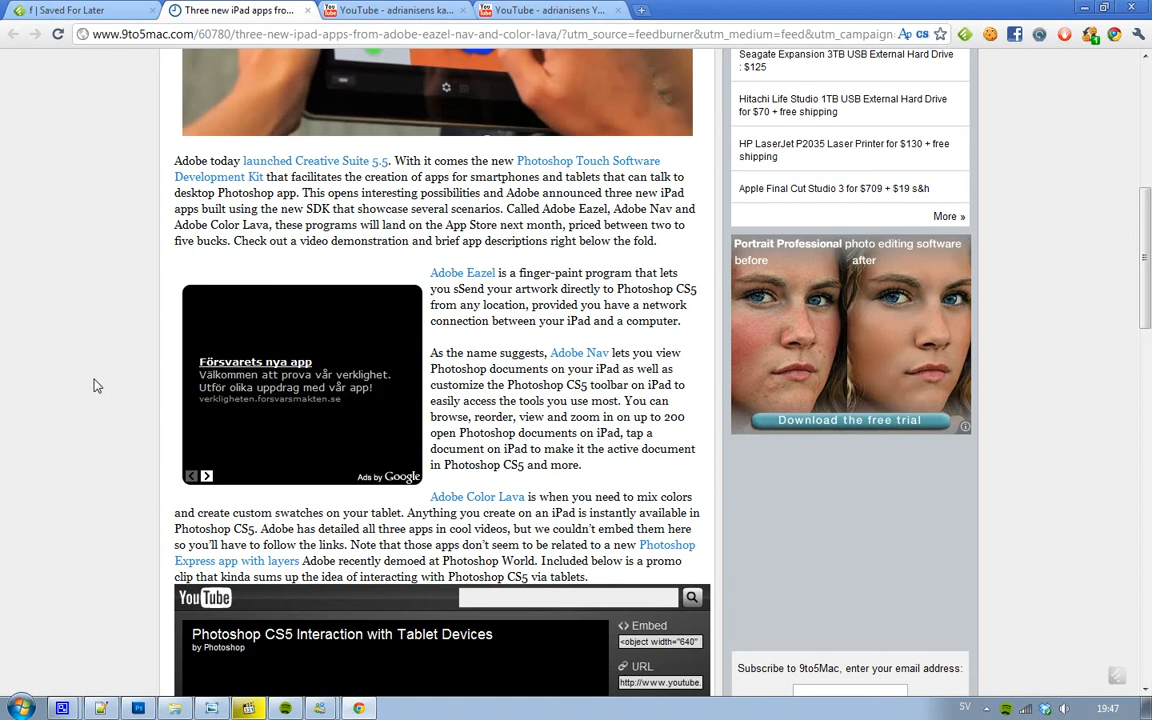 f | Saved For Later
Three new iPad apps fro...
YouTube - adrianisens ka...
YouTube - adrianisens Y...
www.9to5mac.com/60780/three-new-ipad-apps-from-adobe-eazel-nav-and-color-lava/?utm_source=feedburner&utm_medium=feed&utm_campaign:
Seagate Expansion 3TB USB External Hard Drive
: $125
Hitachi Life Studio 1TB USB External Hard Drive
for $70 + free shipping
HP LaserJet P2035 Laser Printer for $130 + free
shipping
Apple Final Cut Studio 3 for $709 + $19 s&h
More »
Adobe today launched Creative Suite 5.5. With it comes the new Photoshop Touch Software
Development Kit that facilitates the creation of apps for smartphones and tablets that can talk to
desktop Photoshop app. This opens interesting possibilities and Adobe announced three new iPad
apps built using the new SDK that showcase several scenarios. Called Adobe Eazel, Adobe Nav and
Adobe Color Lava, these programs will land on the App Store next month, priced between two to
five bucks. Check out a video demonstration and brief app descriptions right below the fold.
Portrait Professional photo editing software
before after
Download the free trial
Adobe Eazel is a finger-paint program that lets
you sSend your artwork directly to Photoshop CS5
from any location, provided you have a network
connection between your iPad and a computer.
Försvarets nya app
Välkommen att prova vår verklighet.
Utför olika uppdrag med vår app!
verkligheten.forsvarsmakten.se
Ads by Google
As the name suggests, Adobe Nav lets you view
Photoshop documents on your iPad as well as
customize the Photoshop CS5 toolbar on iPad to
easily access the tools you use most. You can
browse, reorder, view and zoom in on up to 200
open Photoshop documents on iPad, tap a
document on iPad to make it the active document
in Photoshop CS5 and more.
Adobe Color Lava is when you need to mix colors
and create custom swatches on your tablet. Anything you create on an iPad is instantly available in
Photoshop CS5. Adobe has detailed all three apps in cool videos, but we couldn't embed them here
so you'll have to follow the links. Note that those apps don't seem to be related to a new Photoshop
Express app with layers Adobe recently demoed at Photoshop World. Included below is a promo
clip that kinda sums up the idea of interacting with Photoshop CS5 via tablets.
YouTube
Photoshop CS5 Interaction with Tablet Devices
by Photoshop
Embed
<object width="640"
URL
http://www.youtube.
Subscribe to 9to5Mac, enter your email address:
SV
19:47